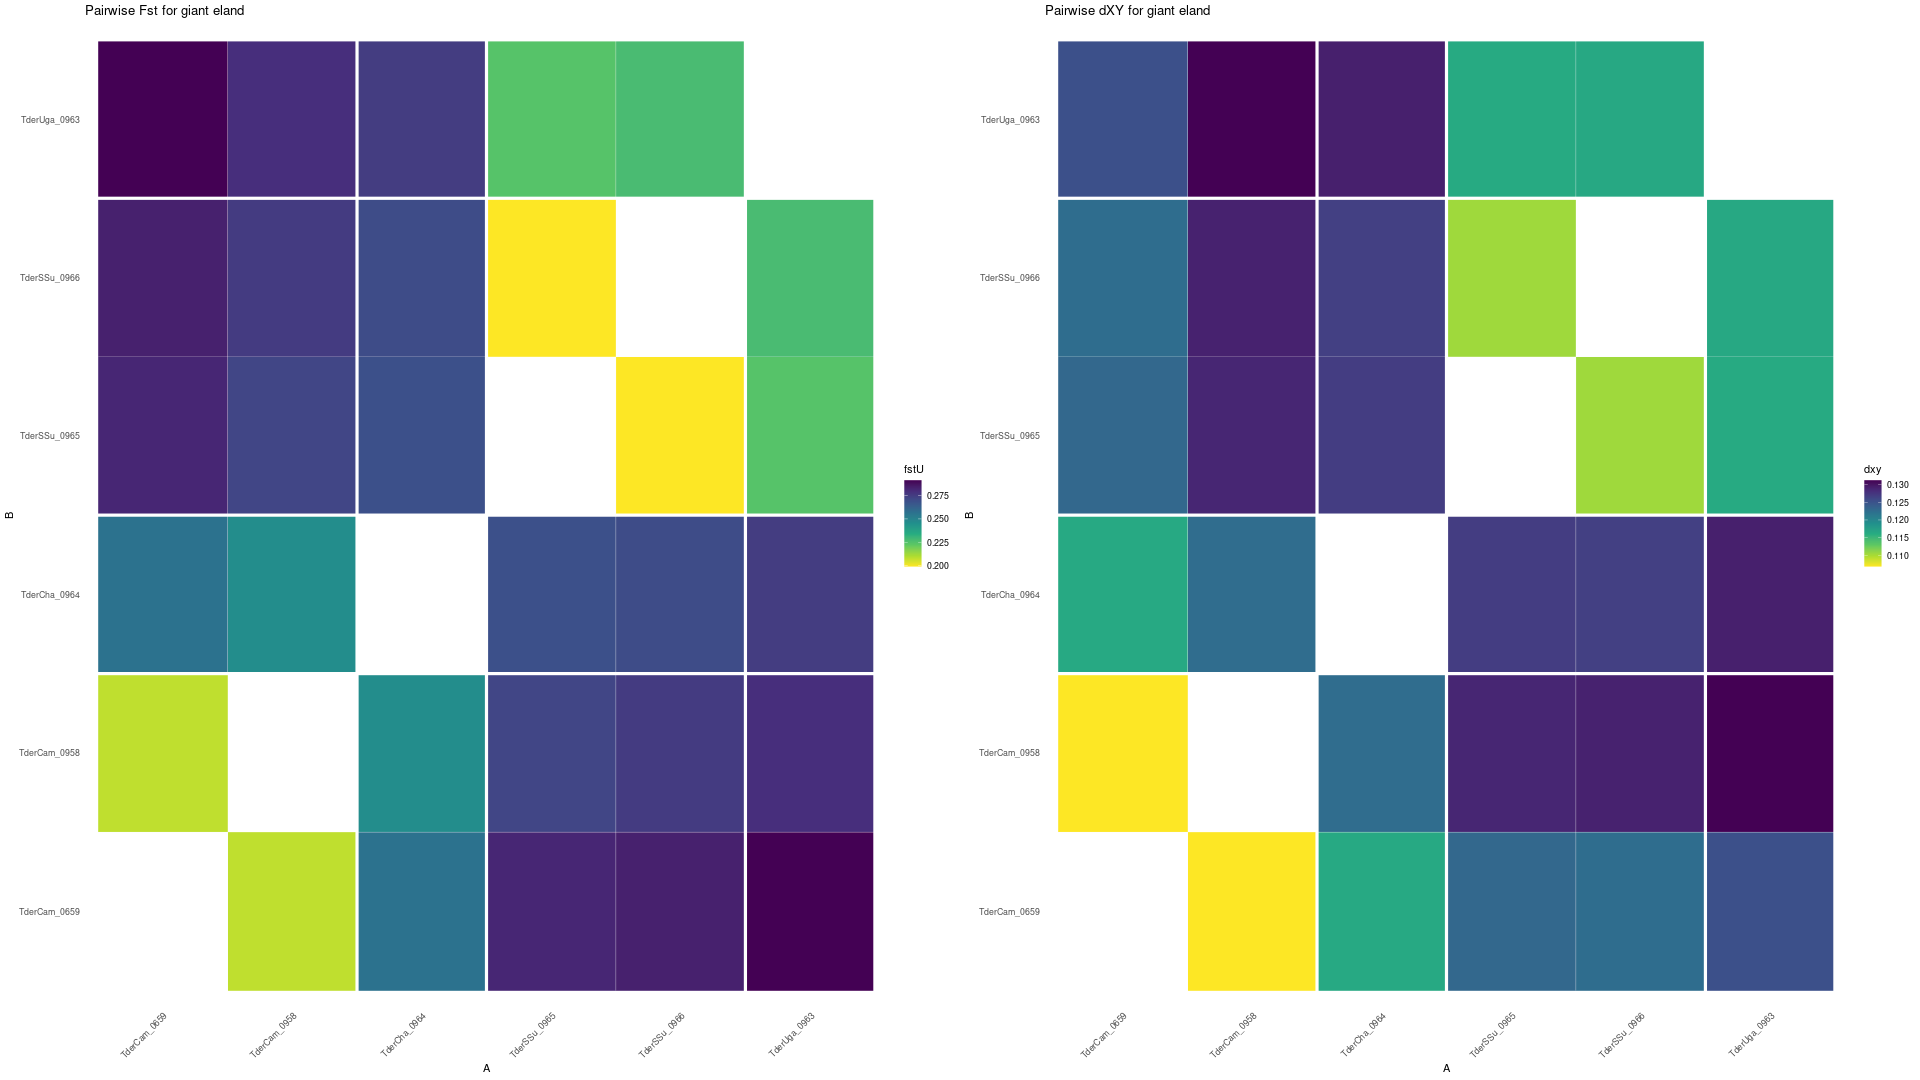 Pairwise Fst for giant eland
TderUga_0963
TderSSu_0966
TderSSu_0965
TderCha_0964
TderCam_0958
TderCam_0659
B
TderCam_0659
TderCam_0958
TderCha_0964
TderSSu_0965
TderSSu_0966
TderUga_0963
A
fstU
0.275
0.250
0.225
0.200
Pairwise dXY for giant eland
TderUga_0963
TderSSu_0966
TderSSu_0965
TderCha_0964
TderCam_0958
TderCam_0659
B
TderCam_0659
TderCam_0958
TderCha_0964
TderSSu_0965
TderSSu_0966
TderUga_0963
A
dxy
0.130
0.125
0.120
0.115
0.110